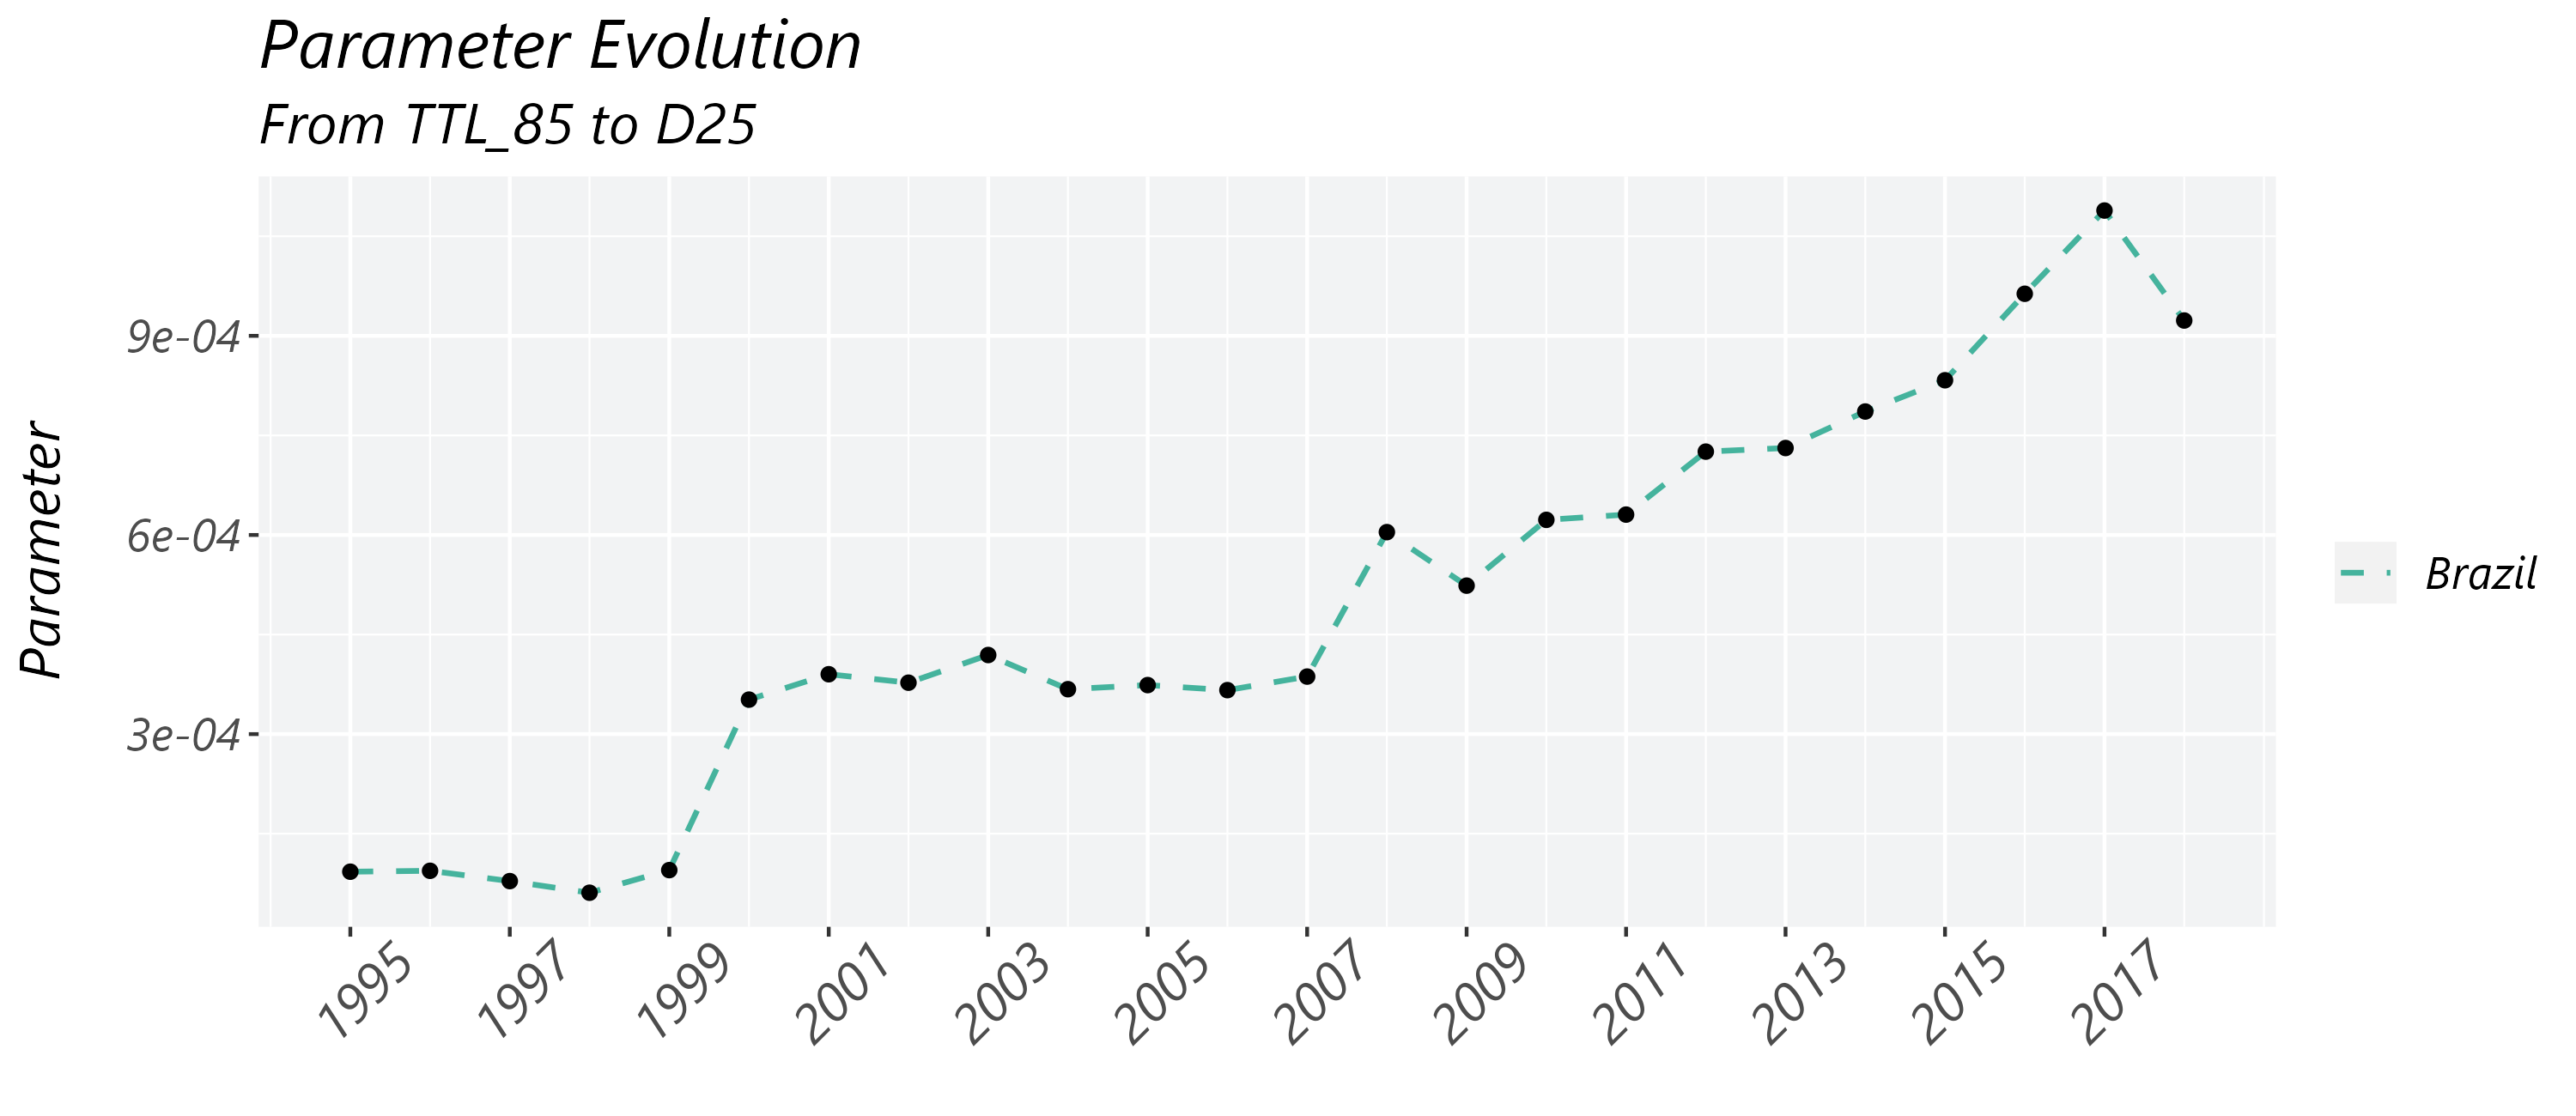 Parameter Evolution
From TTL_85 to D25
Parameter
9e-04
6e-04
3e-04
1995
1997
1999
2001
2003
2005
2007
2009
2011
2013
2015
2017
Brazil